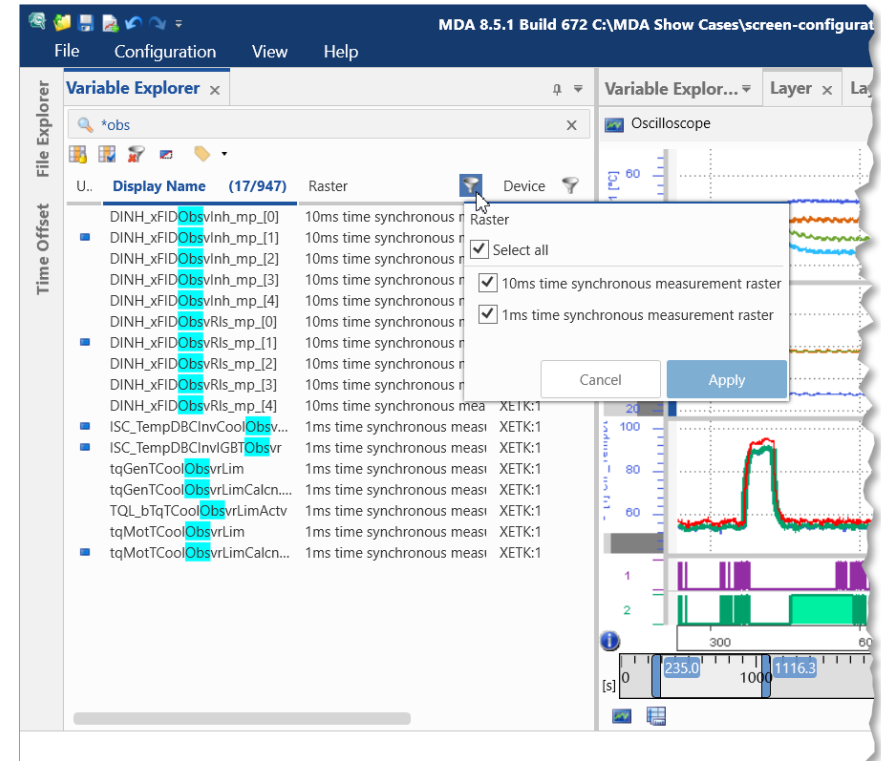 MDA 8.5.1 Build 672 C:\MDA Show Cases\screen-configurat
File Configuration View Help
File Explorer
Time Offset
Variable Explorer
*obs
U.. Display Name (17/947) Raster Device
DINH_xFIDObsvInh_mp_[0] 10ms time synchronous
DINH_xFIDObsvInh_mp_[1] 10ms time synchronous
DINH_xFIDObsvInh_mp_[2] 10ms time synchronous
DINH_xFIDObsvInh_mp_[3] 10ms time synchronous
DINH_xFIDObsvInh_mp_[4] 10ms time synchronous
DINH_xFIDObsvRls_mp_[0] 10ms time synchronous
DINH_xFIDObsvRls_mp_[1] 10ms time synchronous
DINH_xFIDObsvRls_mp_[2] 10ms time synchronous
DINH_xFIDObsvRls_mp_[3] 10ms time synchronous
DINH_xFIDObsvRls_mp_[4] 10ms time synchronous mea XETK:1
ISC_TempDBCInvCoolObsv... 1ms time synchronous meas XETK:1
ISC_TempDBCInvIGBTObsvr 1ms time synchronous meas XETK:1
tqGenTCoolObsvrLim 1ms time synchronous meas XETK:1
tqGenTCoolObsvrLimCalcn.... 1ms time synchronous meas XETK:1
TQL_bTqTCoolObsvrLimActv 1ms time synchronous meas XETK:1
tqMotTCoolObsvrLim 1ms time synchronous meas XETK:1
tqMotTCoolObsvrLimCalcn... 1ms time synchronous meas XETK:1
Raster
Select all
10ms time synchronous measurement raster
1ms time synchronous measurement raster
Cancel Apply
Variable Explor... Layer La
Oscilloscope
60
[°C]
20
100
80
60
1
2
300 60
235.0 1116.3
[s] 0 1000